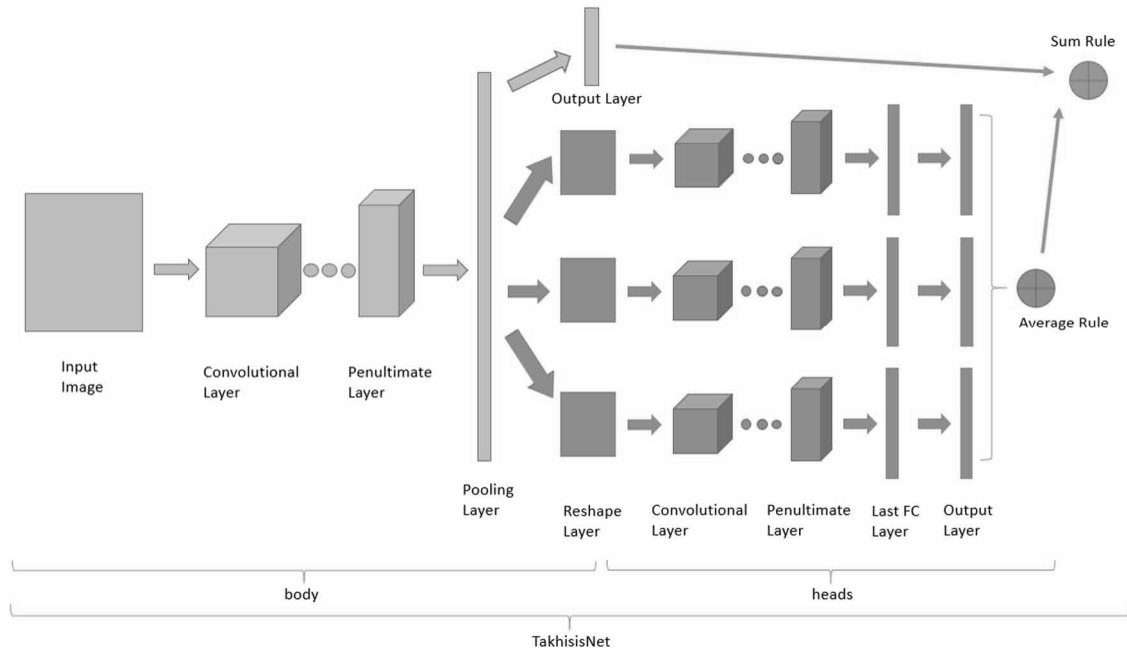 Sum Rule
Output Layer
Average Rule
Input
Image
Convolutional
Layer
Penultimate
Layer
Pooling
Layer
Reshape
Layer
Convolutional
Layer
Penultimate
Layer
Last FC
Layer
Output
Layer
body
heads
TakhisisNet